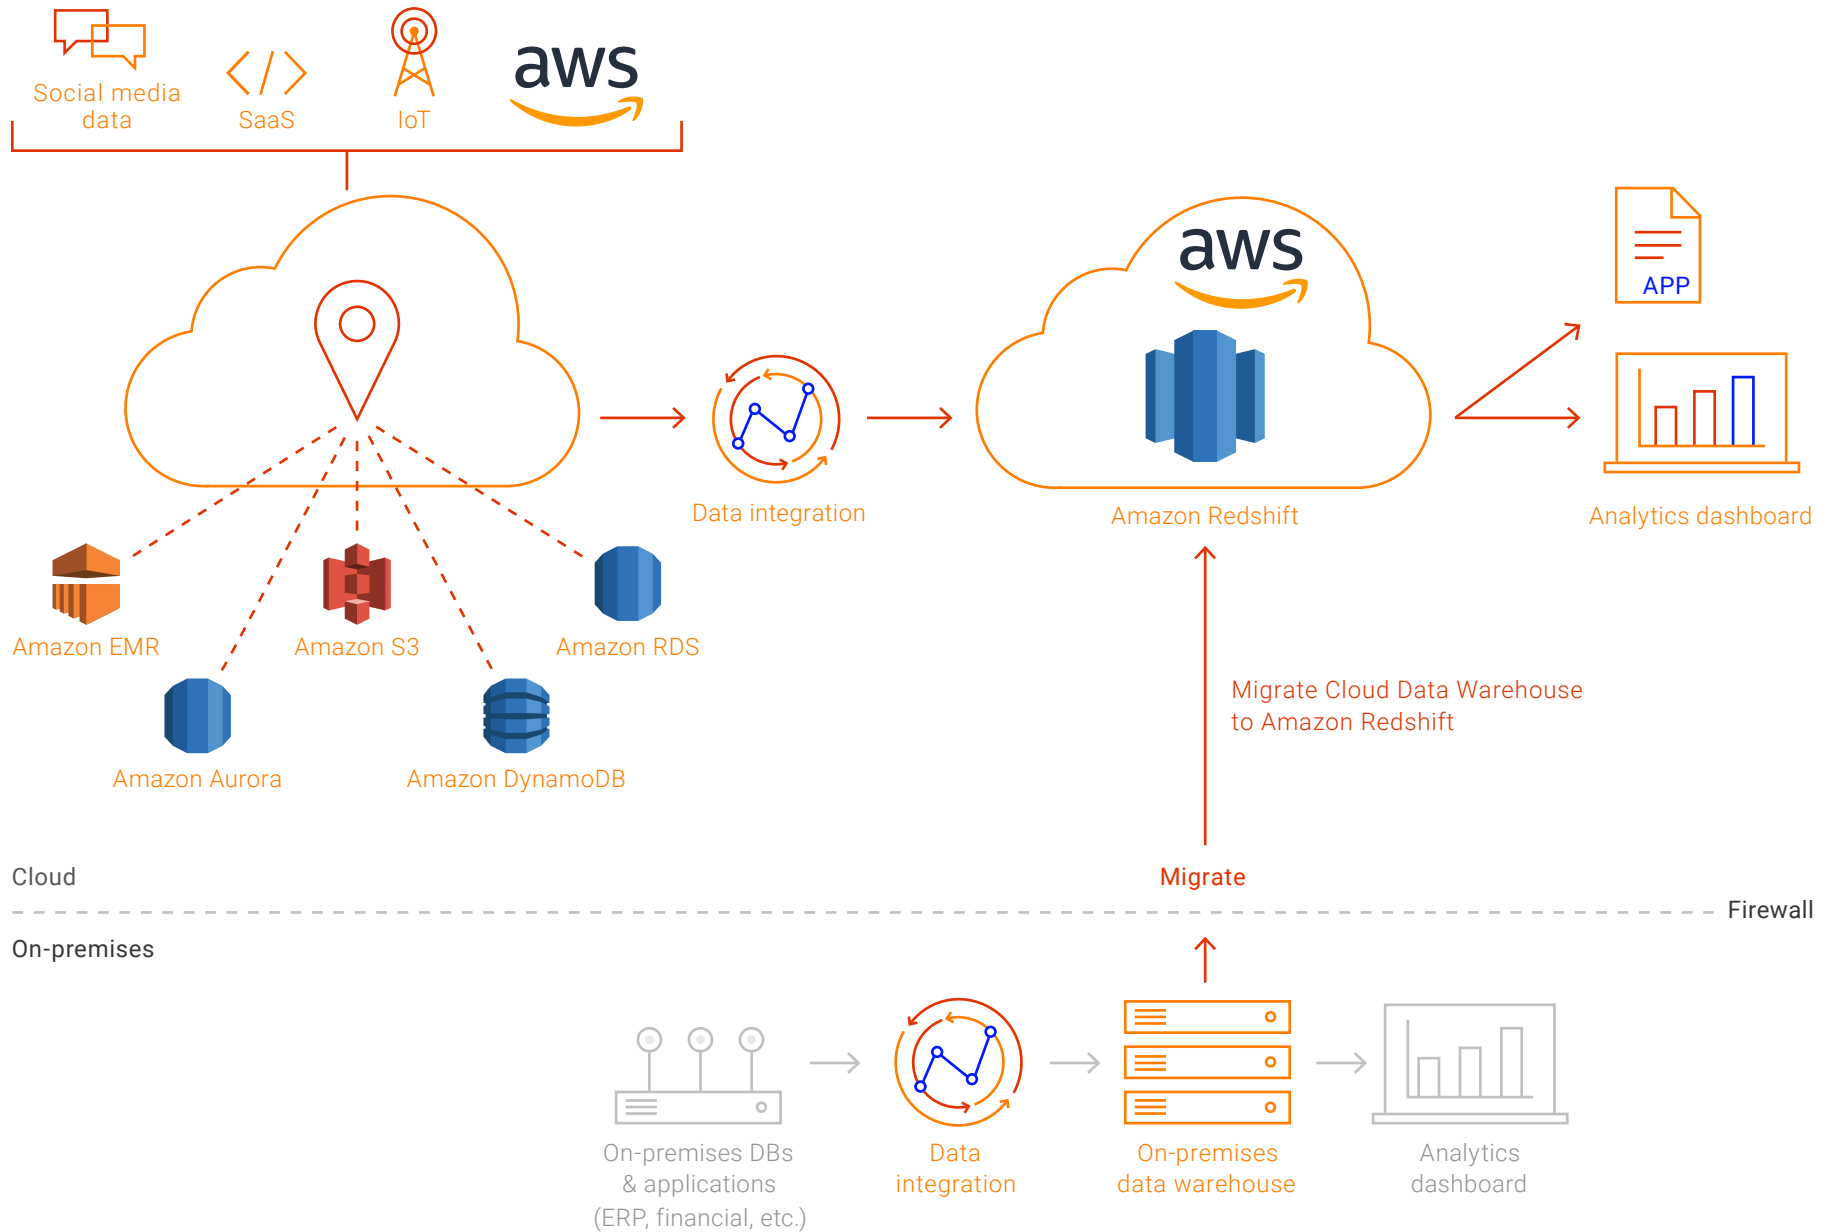 Social media
data
SaaS
IoT
aws
aws
APP
Data integration
Amazon Redshift
Analytics dashboard
Amazon EMR
Amazon S3
Amazon RDS
Amazon Aurora
Amazon DynamoDB
Migrate Cloud Data Warehouse
to Amazon Redshift
Cloud
Migrate
Firewall
On-premises
On-premises DBs
& applications
(ERP, financial, etc.)
Data
integration
On-premises
data warehouse
Analytics
dashboard